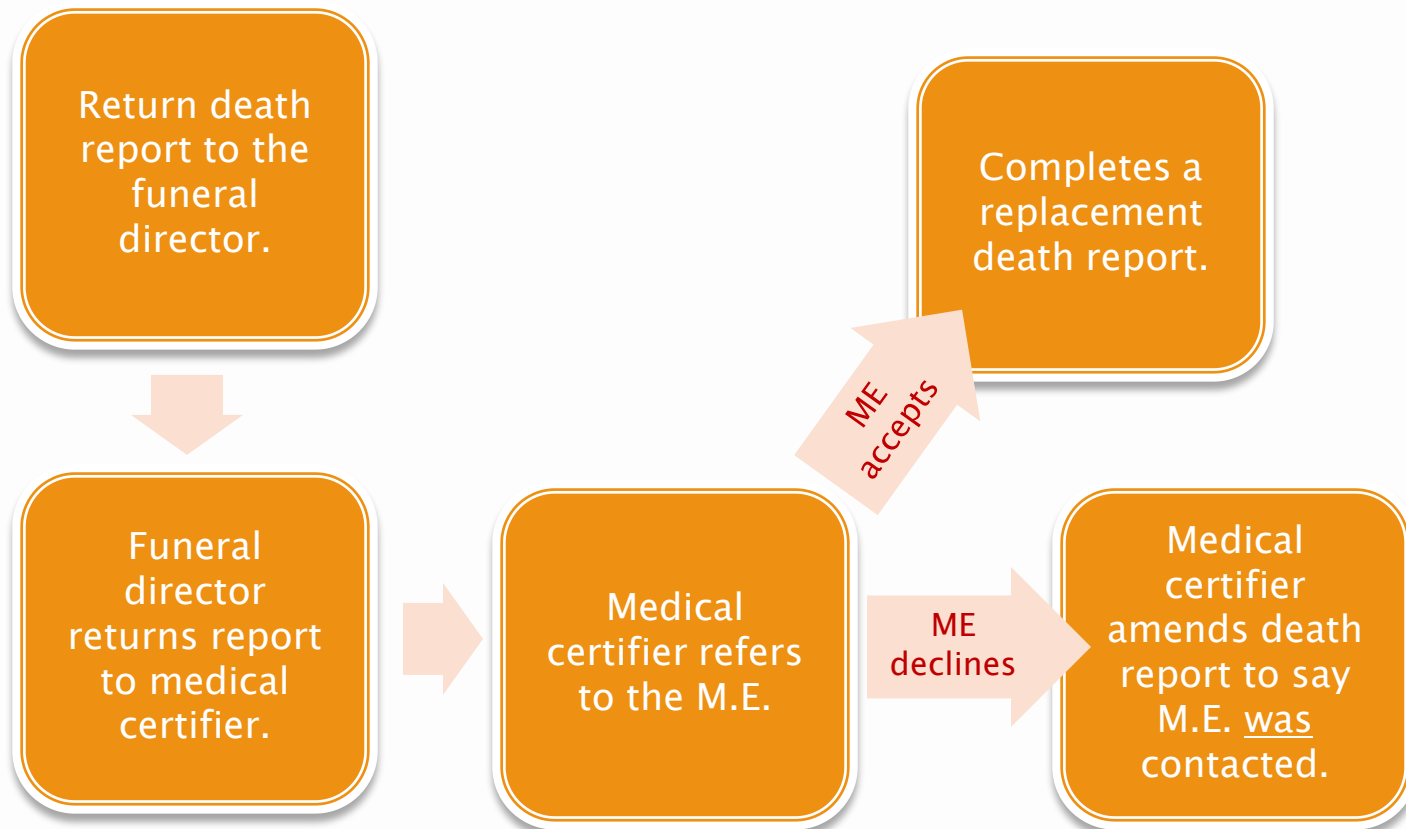 Return death
report to the
funeral
director.
Funeral
director
returns report
to medical
certifier.
Medical
certifier refers
to the M.E.
ME
accepts
Completes a
replacement
death report.
ME
declines
Medical
certifier
amends death
report to say
M.E. was
contacted.